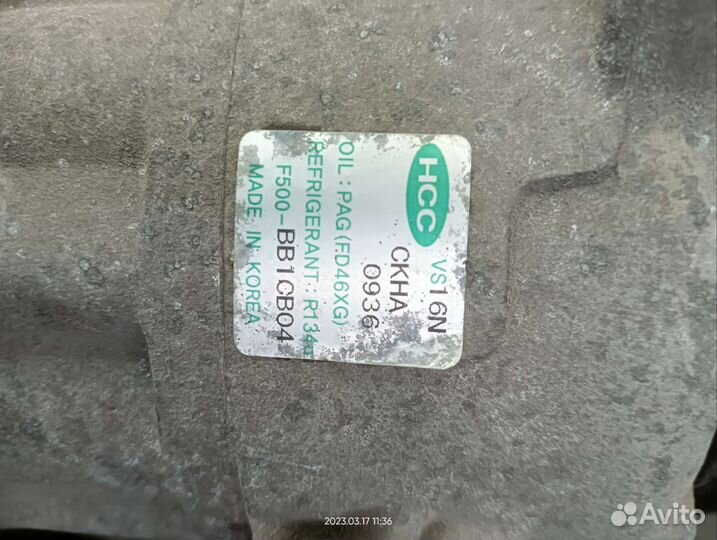 HCC VS16N
CKHA
0936
OIL : PAG (FD46XG)
REFRIGERANT : R134a
F500-BB1CB04
MADE IN KOREA
2023.03.17 11:36
Avito